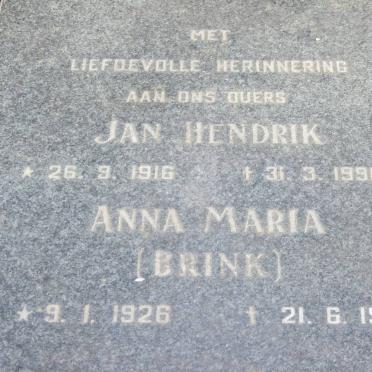 MET
LIEFDEVOLLE HERINNERING
AAN ONS OUERS
JAN HENDRIK
★ 26. 9. 1916 † 31. 3. 199
ANNA MARIA
(BRINK)
★ 9. 1. 1926 † 21. 6. 1